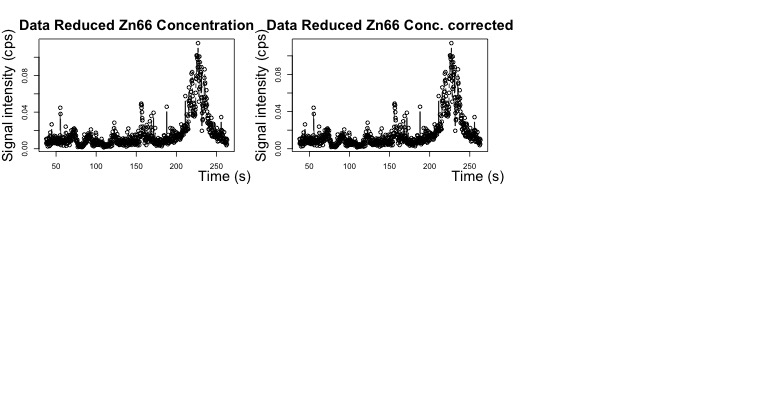 Data Reduced Zn66 Concentration
Signal intensity (cps)
0.00 0.04 0.08
50 100 150 200 250
Time (s)
Data Reduced Zn66 Conc. corrected
Signal intensity (cps)
0.00 0.04 0.08
50 100 150 200 250
Time (s)